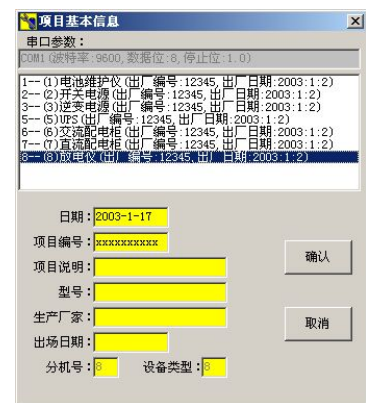 项目基本信息
串口参数：
COM1(波特率:9600,数据位:8,停止位:1.0)
1--(1)电池维护仪(出厂编号:12345,出厂日期:2003:1:2)
2--(2)开关电源(出厂编号:12345,出厂日期:2003:1:2)
3--(3)逆变电源(出厂编号:12345,出厂日期:2003:1:2)
5--(5)UPS(出厂编号:12345,出厂日期:2003:1:2)
6--(6)交流配电柜(出厂编号:12345,出厂日期:2003:1:2)
7--(7)直流配电柜(出厂编号:12345,出厂日期:2003:1:2)
8--(8)放电仪(出厂编号:12345,出厂日期:2003:1:2)
日期：2003-1-17
项目编号：xxxxxxxxxx
项目说明：
确认
型号：
生产厂家：
取消
出场日期：
分机号：8 设备类型：8